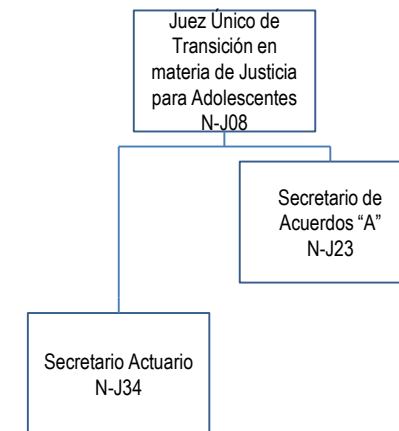 Juez Único de
Transición en
materia de Justicia
para Adolescentes
N-J08
Secretario de
Acuerdos “A”
N-J23
Secretario Actuario
N-J34